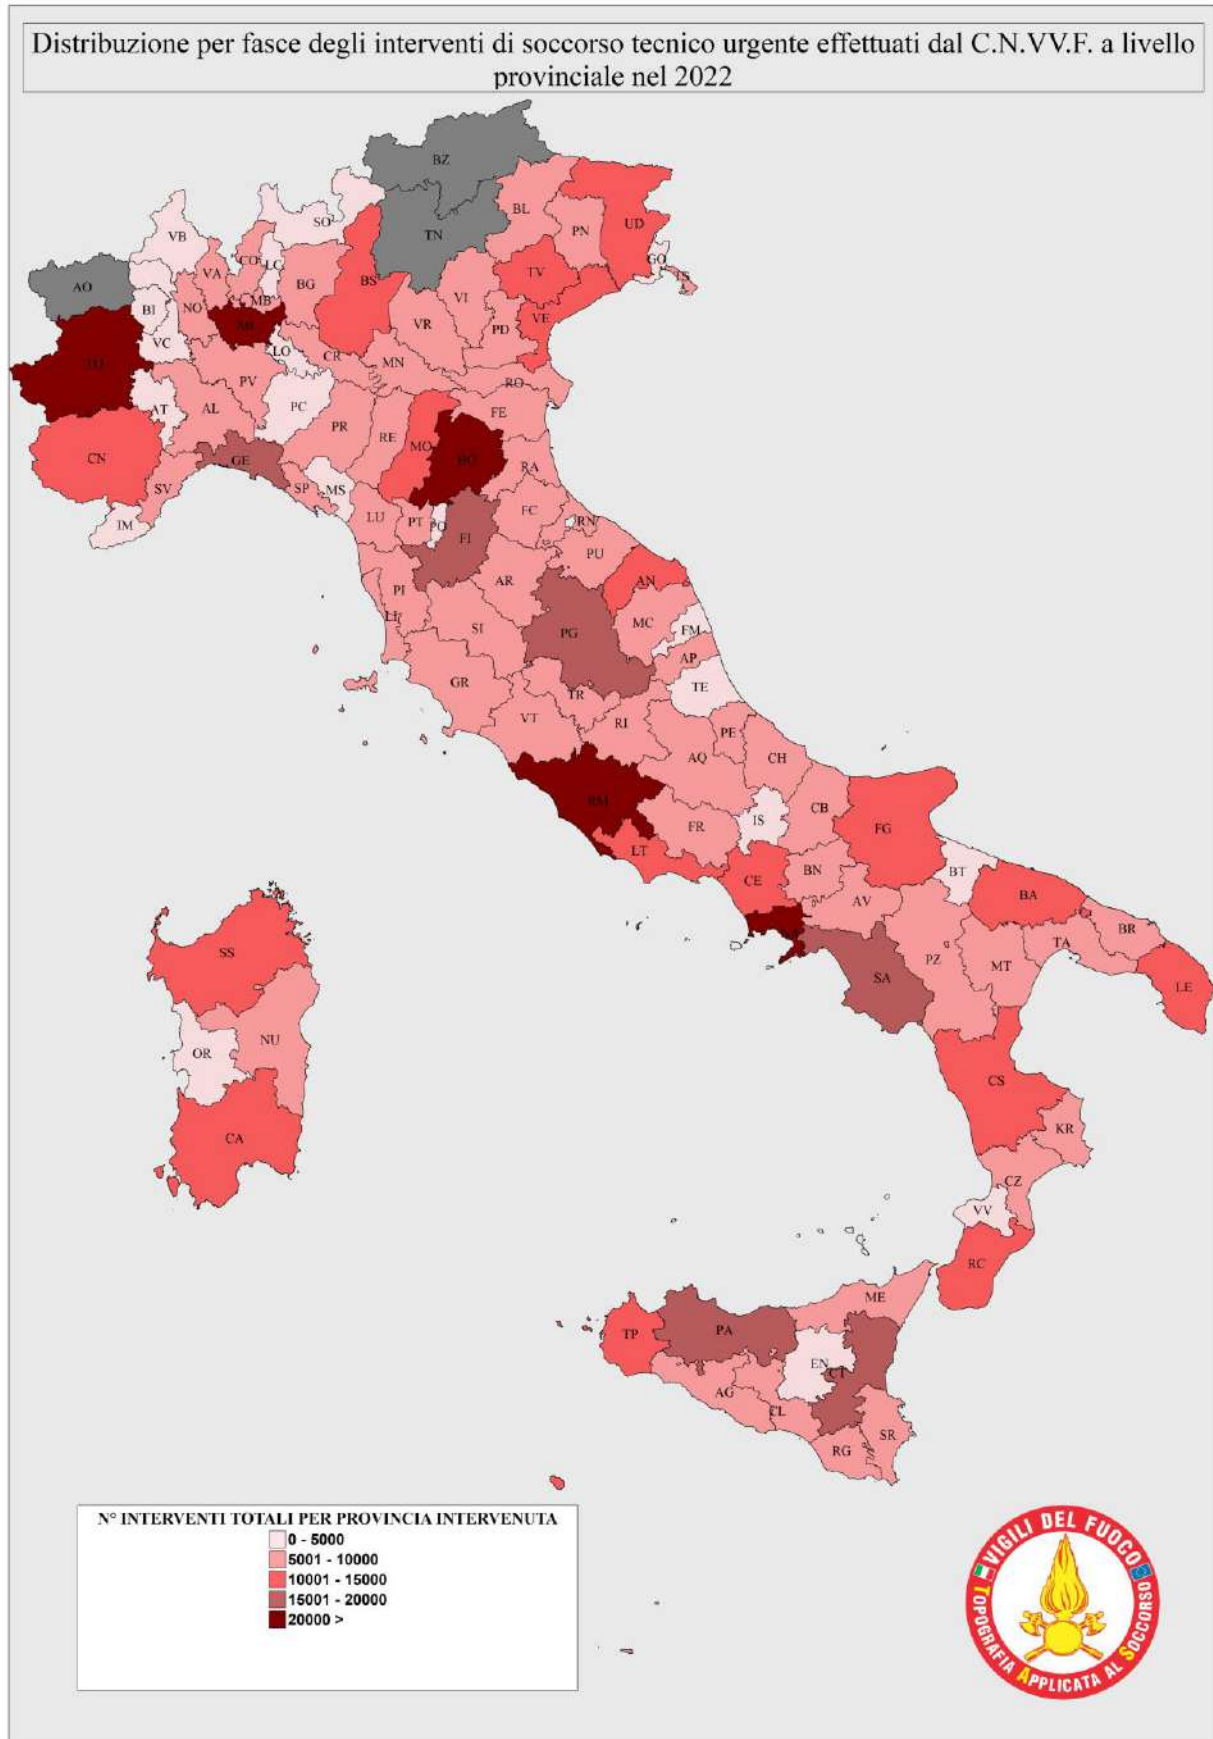 Distribuzione per fasce degli interventi di soccorso tecnico urgente effettuati dal C.N.VV.F. a livello
provinciale nel 2022
BZ
SO
TN
BL
PN
UD
VB
GO
TS
VA
CO
LC
BG
BS
TV
AO
MB
VI
VE
BI
NO
MI
VR
PD
VC
LO
CR
MN
TO
PV
RO
AT
AL
PC
FE
PR
RE
MO
CN
GE
BO
RA
SV
SP
MS
IM
LU
PT
PO
FC
RN
FI
PU
AR
AN
PI
LI
SI
PG
MC
FM
AP
GR
TE
TR
VT
RI
PE
AQ
CH
RM
IS
CB
FR
LT
FG
CE
BN
BT
AV
BA
BR
SS
PZ
TA
MT
SA
LE
NU
OR
CS
CA
KR
CZ
VV
RC
ME
TP
PA
EN
CT
AG
CL
SR
RG
N° INTERVENTI TOTALI PER PROVINCIA INTERVENUTA
0 - 5000
5001 - 10000
10001 - 15000
15001 - 20000
20000 >
VIGILI DEL FUOCO
TOPOGRAFIA APPLICATA AL SOCCORSO